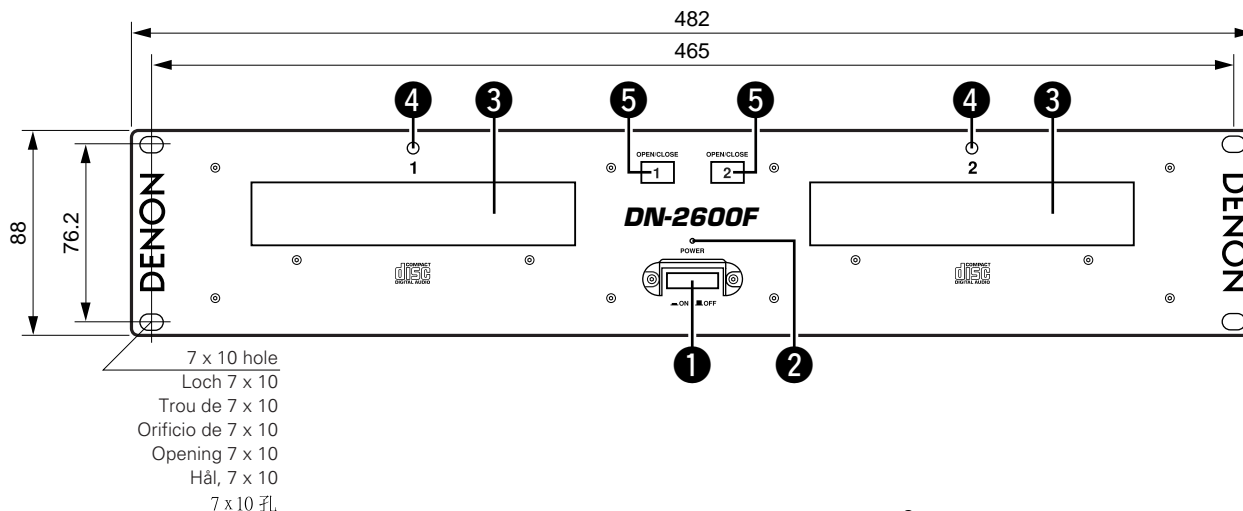 482
465
4 3 5 5 4 3
OPEN/CLOSE OPEN/CLOSE
1 1 2 2
88
76.2
DENON
DN-2600F
DENON
POWER
COMPACT
disc
DIGITAL AUDIO
COMPACT
disc
DIGITAL AUDIO
ON OFF
1 2
7 x 10 hole
Loch 7 x 10
Trou de 7 x 10
Orificio de 7 x 10
Opening 7 x 10
Hål, 7 x 10
7 x 10 孔